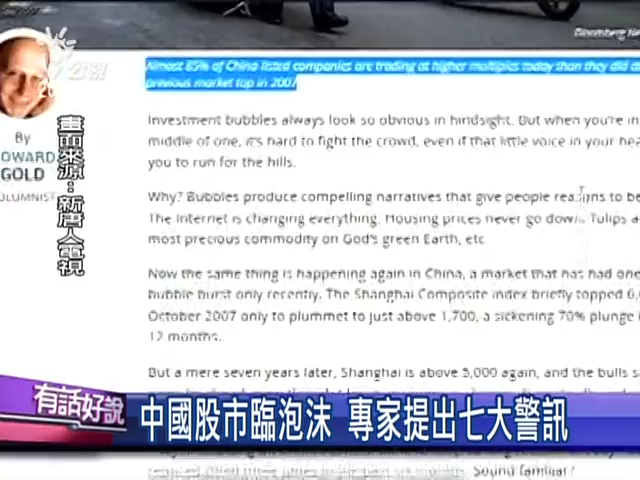 Bloomberg Ne
公視
Almost 85% of China listed companies are trading at higher multiples today than they did a
previous market top in 2007
By
OWARD
GOLD
OLUMNIST
畫面來源:新唐人電視
Investment bubbles always look so obvious in hindsight. But when you're in
middle of one, it's hard to fight the crowd, even if that little voice in your hea
you to run for the hills.
Why? Bubbles produce compelling narratives that give people reasons to be
The Internet is changing everything. Housing prices never go down. Tulips a
most precious commodity on God's green Earth, etc.
Now the same thing is happening again in China, a market that has had one
bubble burst only recently. The Shanghai Composite index briefly topped 6,
October 2007 only to plummet to just above 1,700, a sickening 70% plunge i
12 months.
But a mere seven years later, Shanghai is above 5,000 again, and the bulls s
有話好說
中國股市臨泡沫 專家提出七大警訊
Sound familiar?